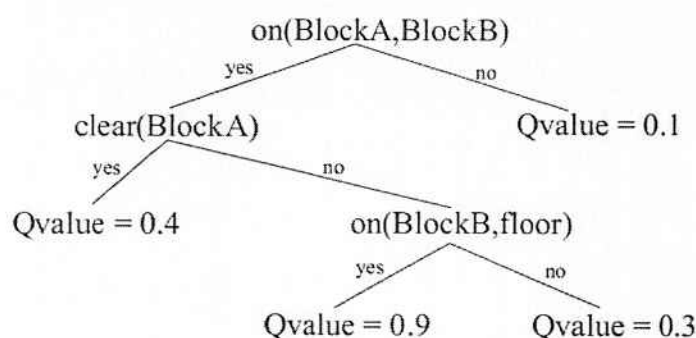 on(BlockA,BlockB)
yes
no
clear(BlockA)
Qvalue = 0.1
yes
no
Qvalue = 0.4
on(BlockB,floor)
yes
no
Qvalue = 0.9
Qvalue = 0.3